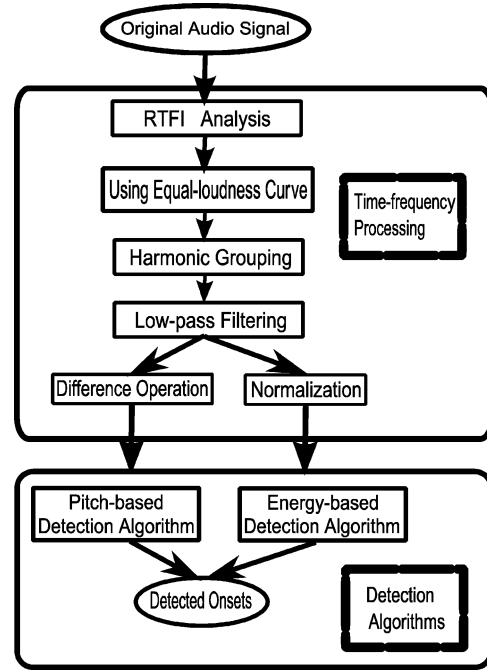 Original Audio Signal
RTFI Analysis
Using Equal-loudness Curve
Harmonic Grouping
Low-pass Filtering
Time-frequency
Processing
Difference Operation
Normalization
Pitch-based
Detection Algorithm
Energy-based
Detection Algorithm
Detected Onsets
Detection
Algorithms